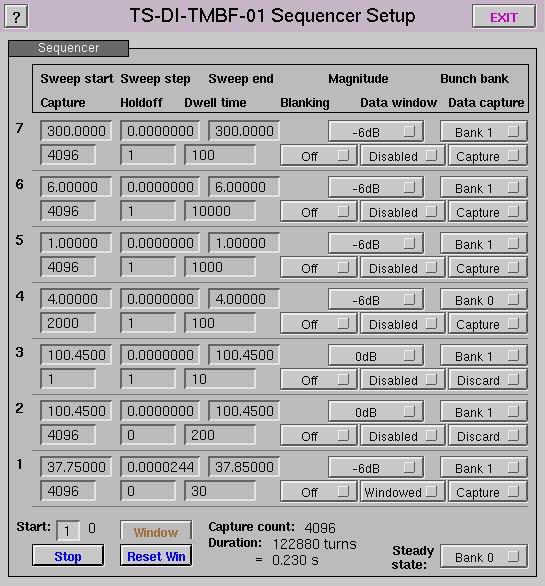 ? TS-DI-TMBF-01 Sequencer Setup EXIT
Sequencer
Sweep start Sweep step Sweep end Magnitude Bunch bank
Capture Holdoff Dwell time Blanking Data window Data capture
7 300.0000 0.0000000 300.0000 -6dB Bank 1
4096 1 100 Off Disabled Capture
6 6.00000 0.0000000 6.00000 -6dB Bank 1
4096 1 10000 Off Disabled Capture
5 1.00000 0.0000000 1.00000 -6dB Bank 1
4096 1 1000 Off Disabled Capture
4 4.00000 0.0000000 4.00000 -6dB Bank 0
2000 1 100 Off Disabled Capture
3 100.4500 0.0000000 100.4500 0dB Bank 1
1 1 10 Off Disabled Discard
2 100.4500 0.0000000 100.4500 0dB Bank 1
4096 0 200 Off Disabled Discard
1 37.75000 0.0000244 37.85000 -6dB Bank 1
4096 0 30 Off Windowed Capture
Start: 1 0 Window Capture count: 4096
Duration: 122880 turns
Stop Reset Win = 0.230 s
Steady state: Bank 0